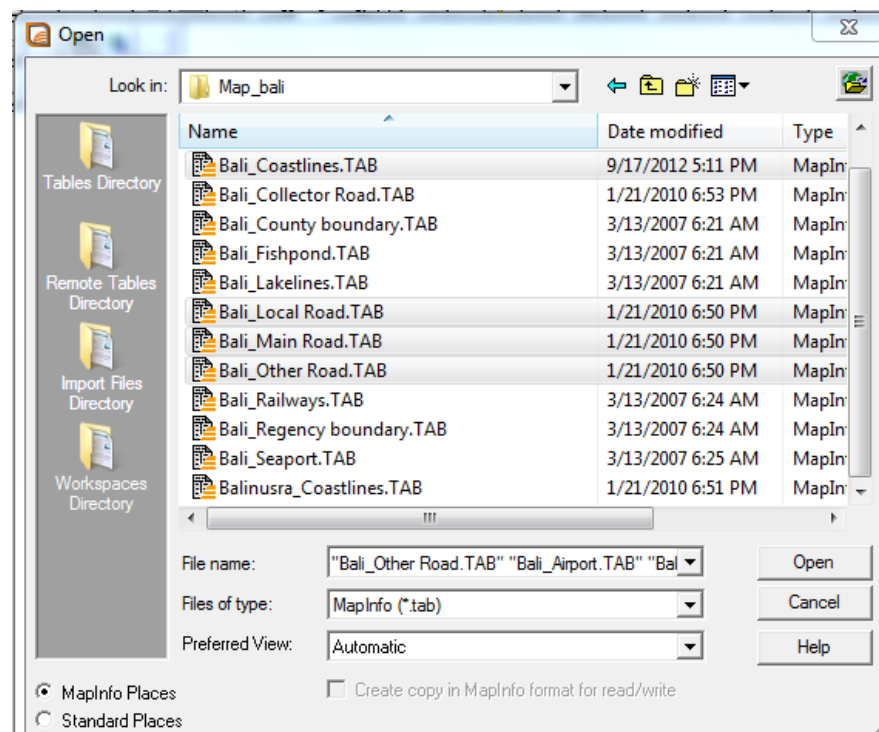 Open
Look in: Map_bali
Name Date modified Type
Bali_Coastlines.TAB 9/17/2012 5:11 PM MapIn
Bali_Collector Road.TAB 1/21/2010 6:53 PM MapIn
Bali_County boundary.TAB 3/13/2007 6:21 AM MapIn
Bali_Fishpond.TAB 3/13/2007 6:21 AM MapIn
Bali_Lakelines.TAB 3/13/2007 6:21 AM MapIn
Bali_Local Road.TAB 1/21/2010 6:50 PM MapIn
Bali_Main Road.TAB 1/21/2010 6:50 PM MapIn
Bali_Other Road.TAB 1/21/2010 6:50 PM MapIn
Bali_Railways.TAB 3/13/2007 6:24 AM MapIn
Bali_Regency boundary.TAB 3/13/2007 6:24 AM MapIn
Bali_Seaport.TAB 3/13/2007 6:25 AM MapIn
Balinusra_Coastlines.TAB 1/21/2010 6:51 PM MapIn
Tables Directory
Remote Tables
Directory
Import Files
Directory
Workspaces
Directory
File name: "Bali_Other Road.TAB" "Bali_Airport.TAB" "Bal Open
Files of type: MapInfo (*.tab) Cancel
Preferred View: Automatic Help
MapInfo Places
Create copy in MapInfo format for read/write
Standard Places